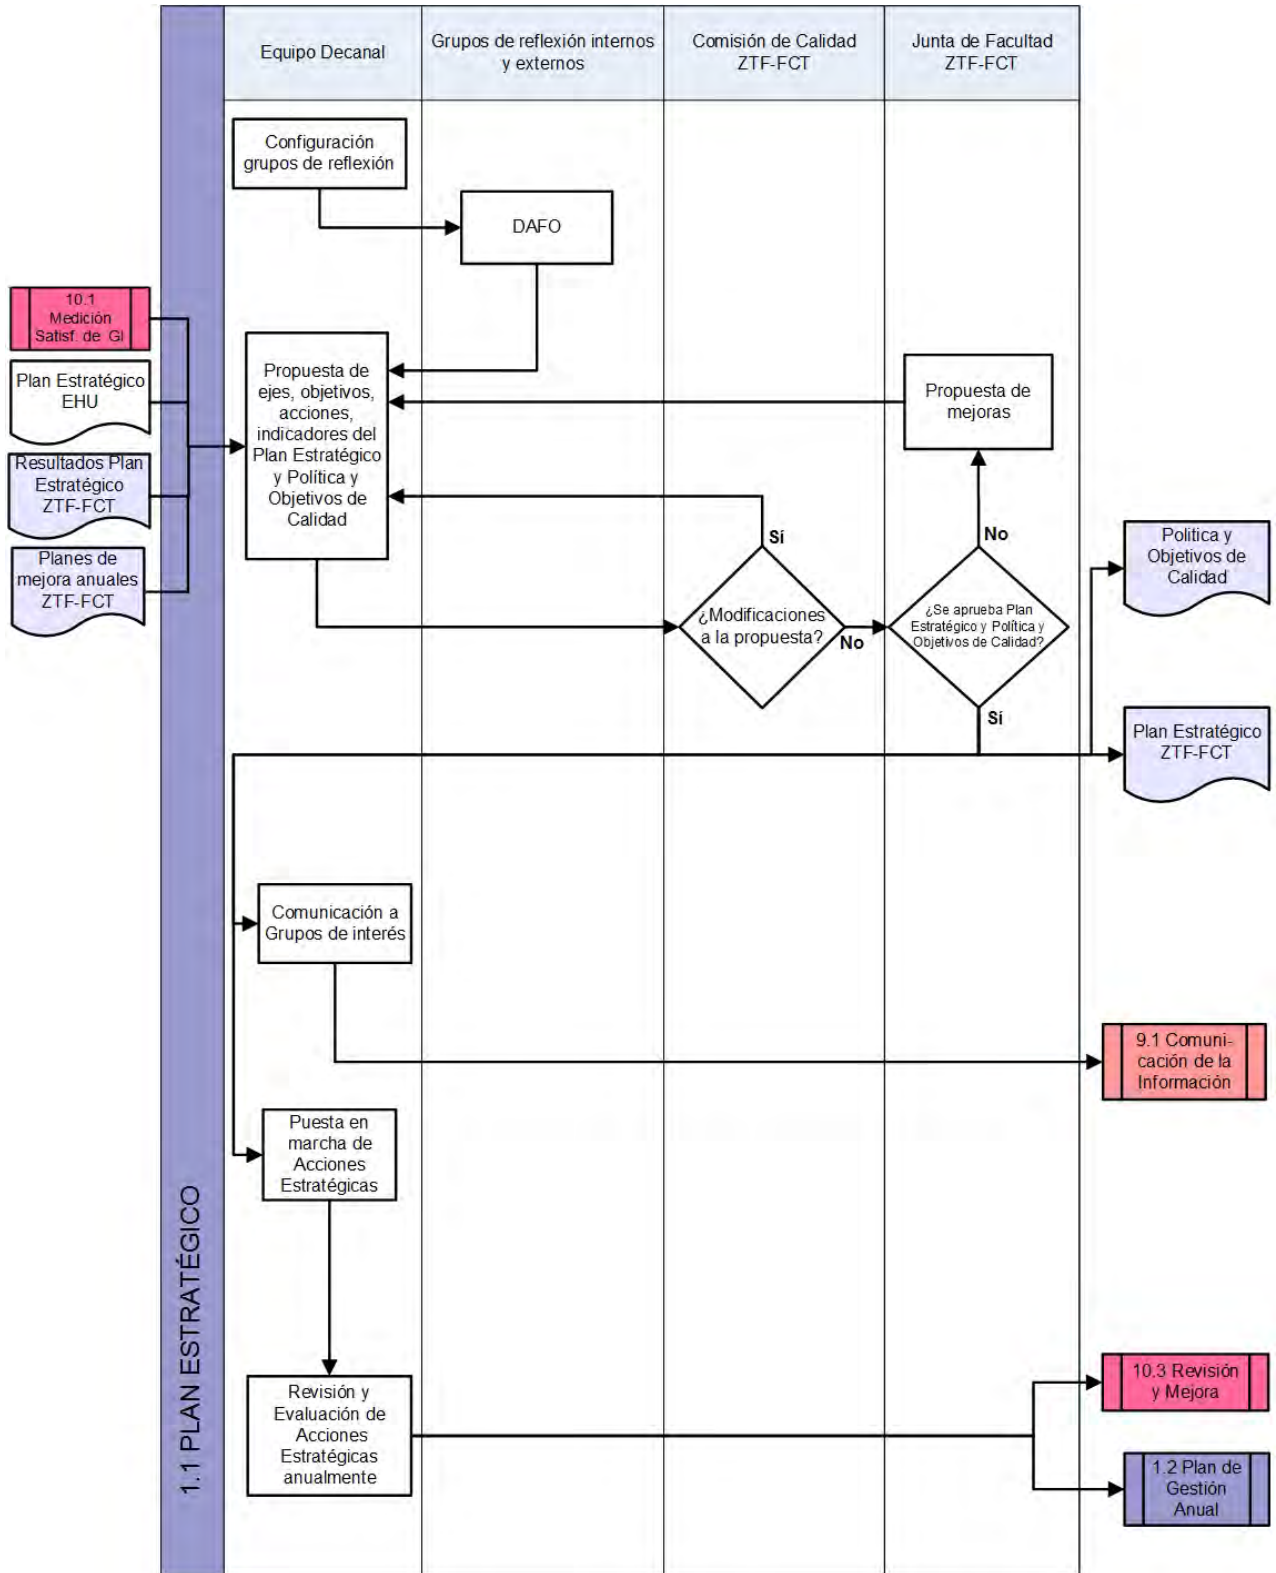 Equipo Decanal
Grupos de reflexión internos
y externos
Comisión de Calidad
ZTF-FCT
Junta de Facultad
ZTF-FCT
Configuración
grupos de reflexión
DAFO
10.1
Medición
Satisf. de GI
Plan Estratégico
EHU
Resultados Plan
Estratégico
ZTF-FCT
Planes de
mejora anuales
ZTF-FCT
Propuesta de
ejes, objetivos,
acciones,
indicadores del
Plan Estratégico
y Política y
Objetivos de
Calidad
Propuesta de
mejoras
Sí
No
¿Modificaciones
a la propuesta?
No
¿Se aprueba Plan
Estratégico y Política y
Objetivos de Calidad?
Sí
Politica y
Objetivos de
Calidad
Plan Estratégico
ZTF-FCT
Comunicación a
Grupos de interés
9.1 Comuni-
cación de la
Información
Puesta en
marcha de
Acciones
Estratégicas
Revisión y
Evaluación de
Acciones
Estratégicas
anualmente
10.3 Revisión
y Mejora
1.2 Plan de
Gestión
Anual
1.1 PLAN ESTRATÉGICO